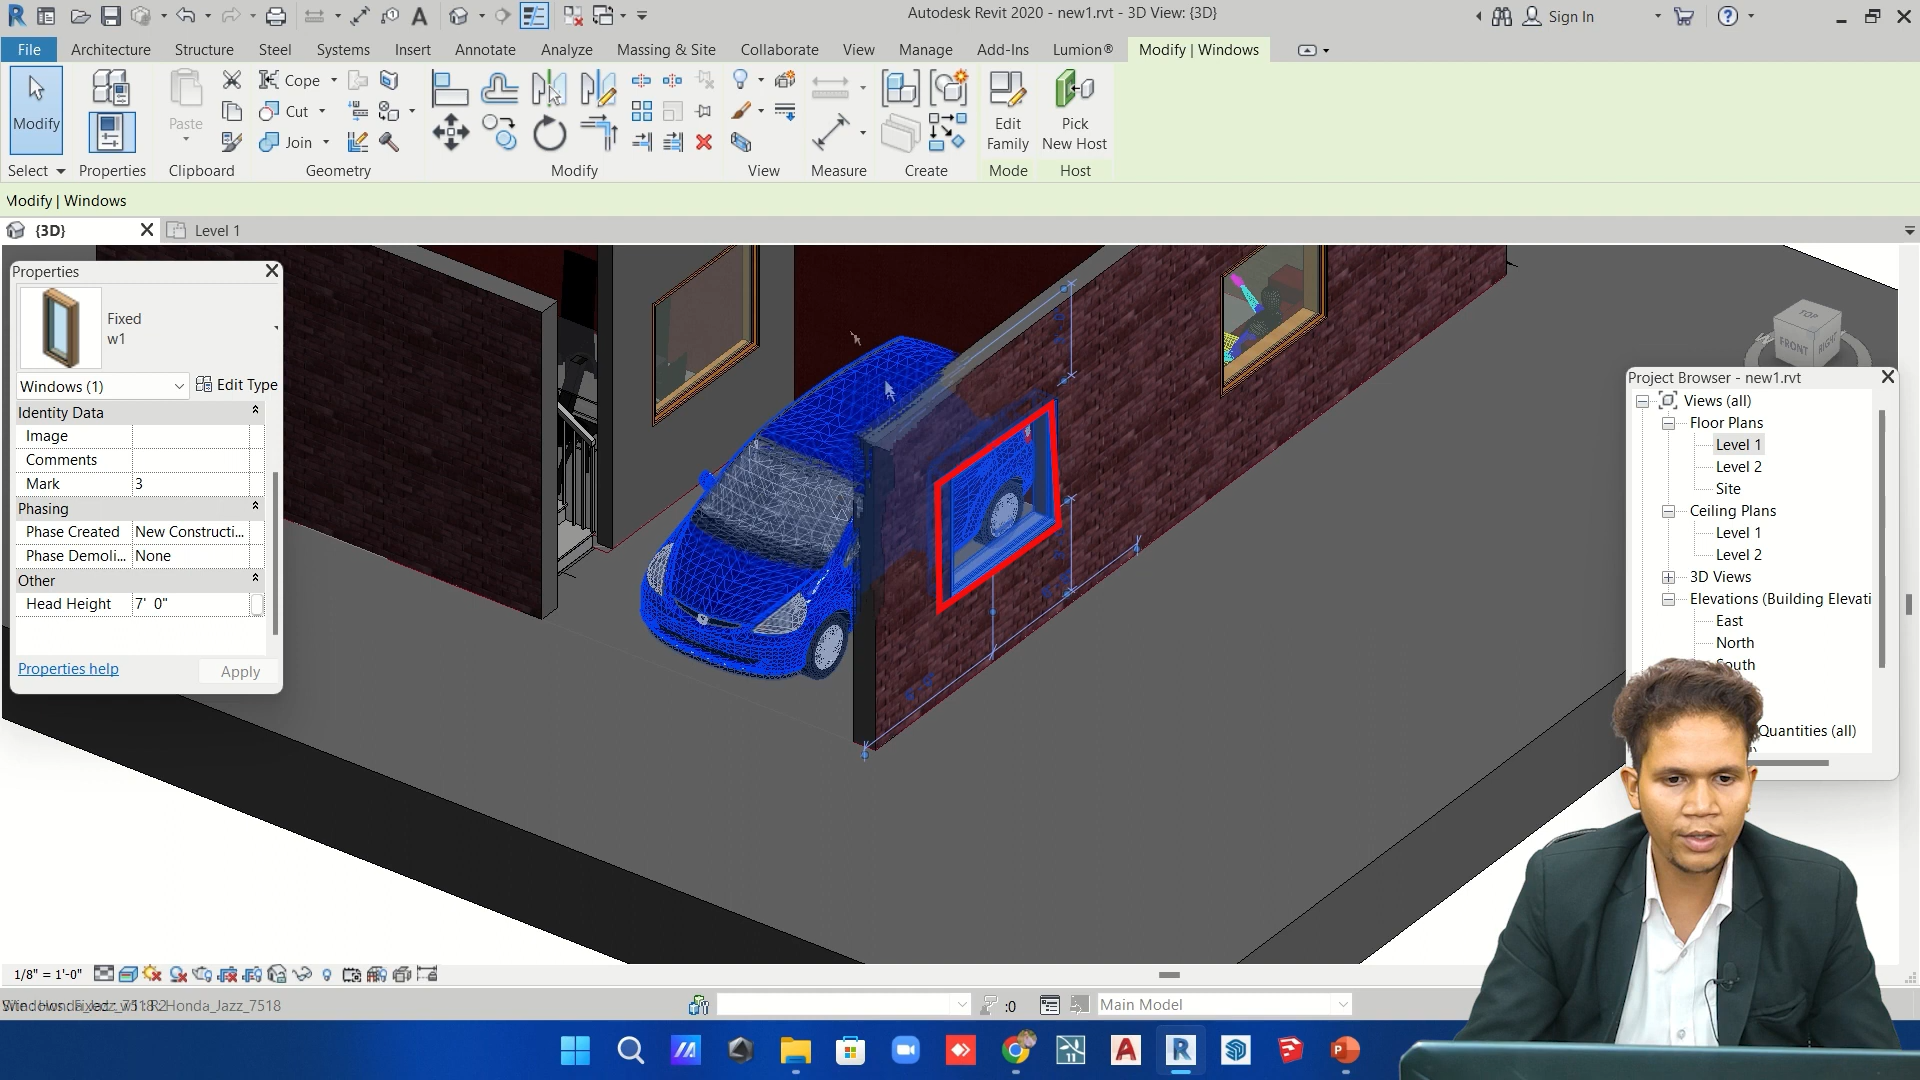 Autodesk Revit 2020 - new1.rvt - 3D View: {3D}
Sign In
File
Architecture
Structure
Steel
Systems
Insert
Annotate
Analyze
Massing & Site
Collaborate
View
Manage
Add-Ins
Lumion®
Modify | Windows
Modify
Paste
Cope
Cut
Join
Edit
Family
Pick
New Host
Select
Properties
Clipboard
Geometry
Modify
View
Measure
Create
Mode
Host
Modify | Windows
{3D}
Level 1
Properties
Fixed
w1
Windows (1)
Edit Type
Identity Data
Image
Comments
Mark
3
Phasing
Phase Created
New Constructi...
Phase Demoli...
None
Other
Head Height
7' 0"
Properties help
Apply
TOP
FRONT
RIGHT
Project Browser - new1.rvt
Views (all)
Floor Plans
Level 1
Level 2
Site
Ceiling Plans
Level 1
Level 2
3D Views
Elevations (Building Elevati
East
North
South
Quantities (all)
1/8" = 1'-0"
Honda_Jazz_7518
:0
Main Model
11